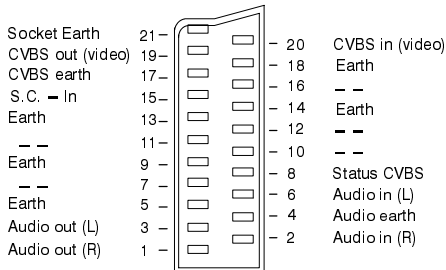 Socket Earth 21 –
CVBS out (video) 19 –
CVBS earth 17 –
S.C. – In 15 –
Earth 13 –
– – 11 –
Earth 9 –
– – 7 –
Earth 5 –
Audio out (L) 3 –
Audio out (R) 1 –
– 20 CVBS in (video)
– 18 Earth
– 16 – –
– 14 Earth
– 12 – –
– 10 – –
– 8 Status CVBS
– 6 Audio in (L)
– 4 Audio earth
– 2 Audio in (R)